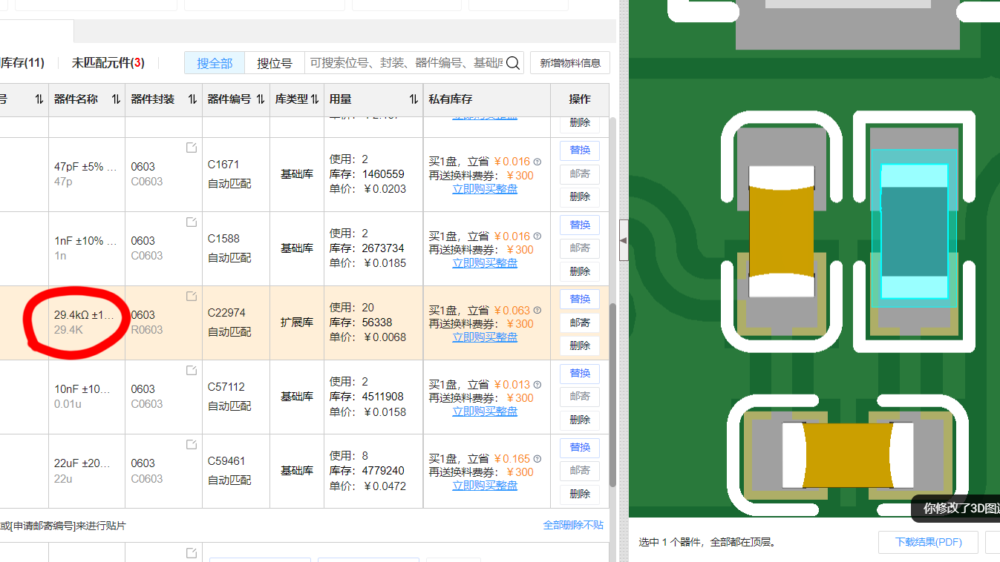 库存(11)
未匹配元件(3)
搜全部
搜位号
可搜索位号、封装、器件编号、基础
新增物料信息
号
器件名称
器件封装
器件编号
库类型
用量
私有库存
操作
立即购买整盘
删除
47pF ±5% ...
47p
0603
C0603
C1671
自动匹配
基础库
使用：2
库存：1460559
单价：￥0.0203
买1盘，立省 ￥0.016
再送换料费券：￥300
立即购买整盘
替换
邮寄
删除
1nF ±10% ...
1n
0603
C0603
C1588
自动匹配
基础库
使用：2
库存：2673734
单价：￥0.0185
买1盘，立省 ￥0.016
再送换料费券：￥300
立即购买整盘
替换
邮寄
删除
29.4kΩ ±1...
29.4K
0603
R0603
C22974
自动匹配
扩展库
使用：20
库存：56338
单价：￥0.0068
买1盘，立省 ￥0.063
再送换料费券：￥300
立即购买整盘
替换
邮寄
删除
10nF ±10...
0.01u
0603
C0603
C57112
自动匹配
基础库
使用：2
库存：4511908
单价：￥0.0158
买1盘，立省 ￥0.013
再送换料费券：￥300
立即购买整盘
替换
邮寄
删除
22uF ±20...
22u
0603
C0603
C59461
自动匹配
基础库
使用：8
库存：4779240
单价：￥0.0472
买1盘，立省 ￥0.165
再送换料费券：￥300
立即购买整盘
替换
邮寄
删除
或[申请邮寄编号]来进行贴片
全部删除不贴
你修改了3D图
选中 1 个器件，全部都在顶层。
下载结果(PDF)